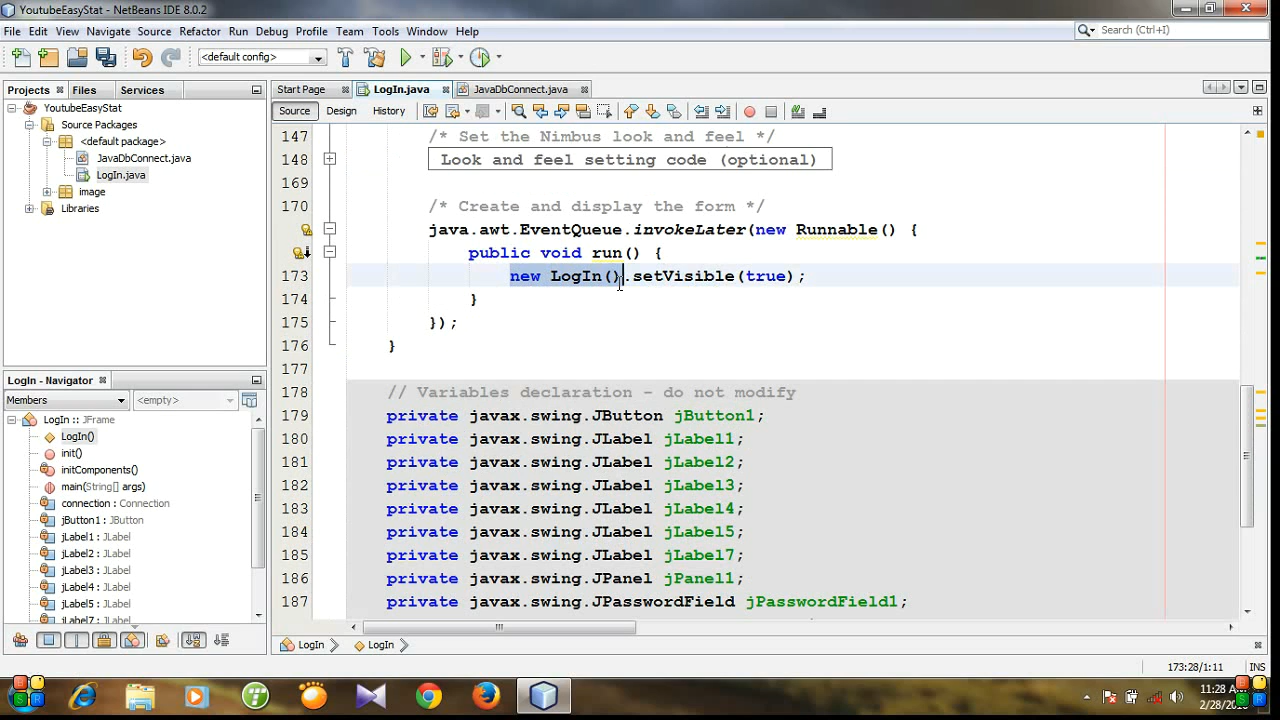 YoutubeEasyStat - NetBeans IDE 8.0.2
File Edit View Navigate Source Refactor Run Debug Profile Team Tools Window Help
Search (Ctrl+I)
<default config>
Projects Files Services
Start Page LogIn.java JavaDbConnect.java
Source Design History
YoutubeEasyStat
Source Packages
<default package>
JavaDbConnect.java
LogIn.java
image
Libraries
147 /* Set the Nimbus look and feel */
148 Look and feel setting code (optional)
169
170 /* Create and display the form */
java.awt.EventQueue.invokeLater(new Runnable() {
public void run() {
173 new LogIn().setVisible(true);
174 }
175 });
176 }
177
178 // Variables declaration - do not modify
179 private javax.swing.JButton jButton1;
180 private javax.swing.JLabel jLabel1;
181 private javax.swing.JLabel jLabel2;
182 private javax.swing.JLabel jLabel3;
183 private javax.swing.JLabel jLabel4;
184 private javax.swing.JLabel jLabel5;
185 private javax.swing.JLabel jLabel7;
186 private javax.swing.JPanel jPanel1;
187 private javax.swing.JPasswordField jPasswordField1;
LogIn - Navigator
Members <empty>
LogIn :: JFrame
LogIn()
init()
initComponents()
main(String[] args)
connection : Connection
jButton1 : JButton
jLabel1 : JLabel
jLabel2 : JLabel
jLabel3 : JLabel
jLabel4 : JLabel
jLabel5 : JLabel
jLabel7 : JLabel
LogIn LogIn
173:28/1:11 INS
11:28